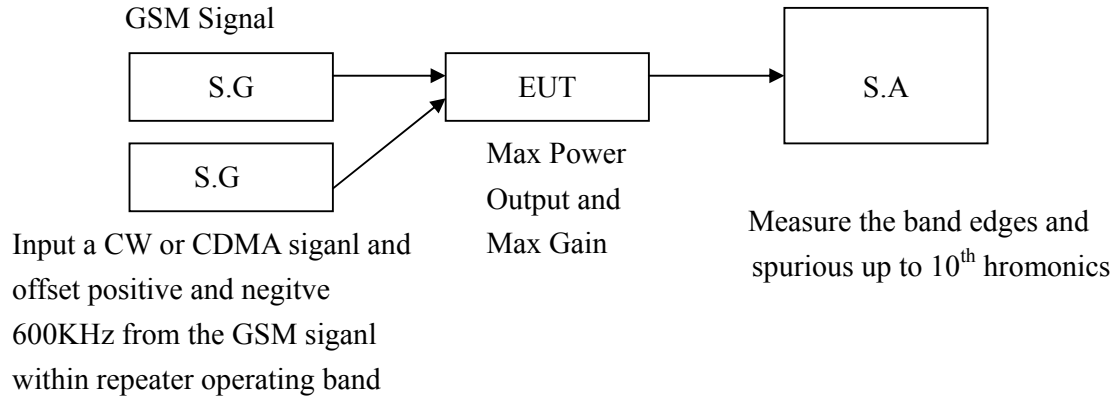 GSM Signal
S.G
EUT
S.A
S.G
Max Power
Output and
Max Gain
Input a CW or CDMA siganl and
offset positive and negitve
600KHz from the GSM siganl
within repeater operating band
Measure the band edges and
spurious up to 10th hromonics